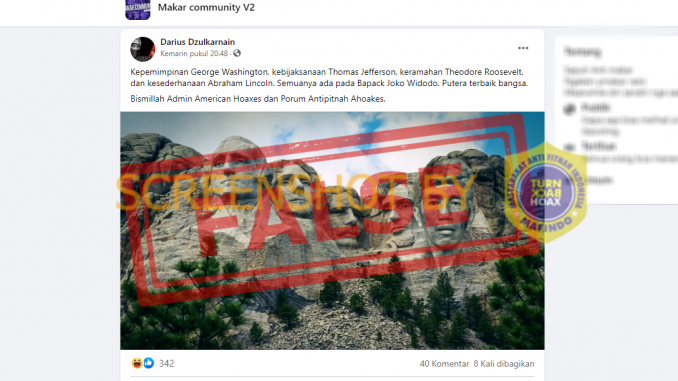 Makar community V2
Darius Dzulkarnain
Kemarin pukul 20.48
Kepemimpinan George Washington, kebijaksanaan Thomas Jefferson, keramahan Theodore Roosevelt,
dan kesederhanaan Abraham Lincoln. Semuanya ada pada Bapack Joko Widodo. Putera terbaik bangsa.
Bismillah Admin American Hoaxes dan Porum Antipitnah Ahoakes.
SCREENSHOT BY
FALSE
MASYARAKAT ANTI FITNAH INDONESIA
TURN
BACK
HOAX
MAFINDO
342
40 Komentar 8 Kali dibagikan
Tentang
Publik
Terlihat